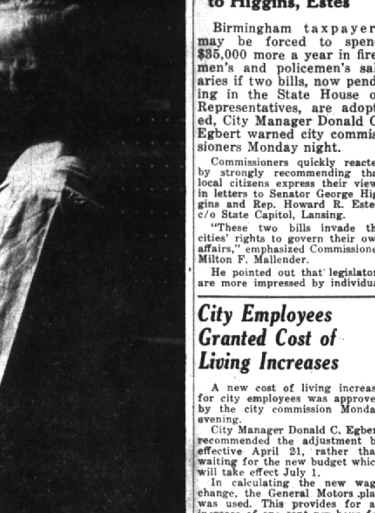 to Higgins, Estes
Birmingham taxpayer
may be forced to spen
$35,000 more a year in fire
men's and policemen's sal
aries if two bills, now pend
ing in the State House o
Representatives, are adopt
ed, City Manager Donald C
Egbert warned city commis
sioners Monday night.
Commissioners quickly reacte
by strongly recommending tha
local citizens express their view
in letters to Senator George Hig
gins and Rep. Howard R. Este
c/o State Capitol, Lansing.
"These two bills invade th
cities' rights to govern their ow
affairs," emphasized Commissione
Milton F. Mallender.
He pointed out that legislator
are more impressed by individua
City Employees
Granted Cost of
Living Increases
A new cost of living increas
for city employees was approve
by the city commission Monda
evening.
City Manager Donald C. Egber
recommended the adjustment b
effective April 21, rather tha
waiting for the new budget whic
will take effect July 1.
In calculating the new wag
change, the General Motors pla
was used. This provides for a